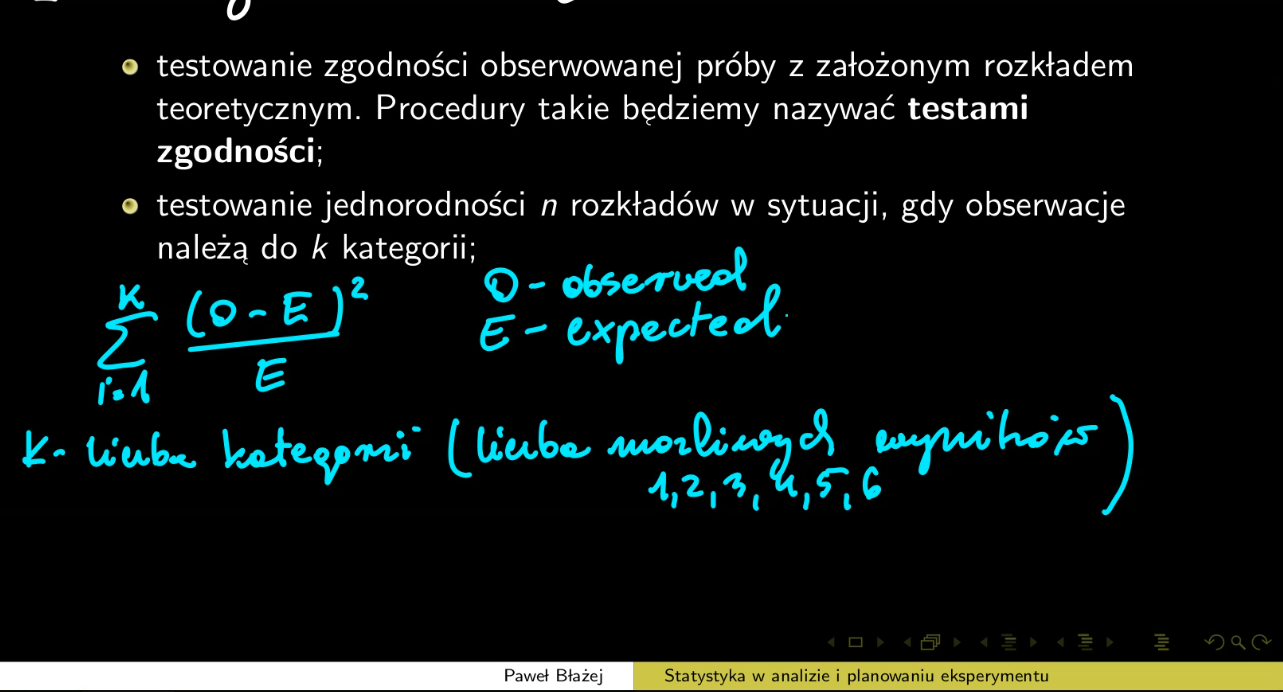 testowanie zgodności obserwowanej próby z założonym rozkładem
teoretycznym. Procedury takie będziemy nazywać testami
zgodności;
testowanie jednorodności n rozkładów w sytuacji, gdy obserwacje
należą do k kategorii;
K
∑ (O - E)² / E
i=1
O - observed
E - expected
K - liczba kategorii (liczba możliwych wyników)
1, 2, 3, 4, 5, 6
Paweł Błażej
Statystyka w analizie i planowaniu eksperymentu